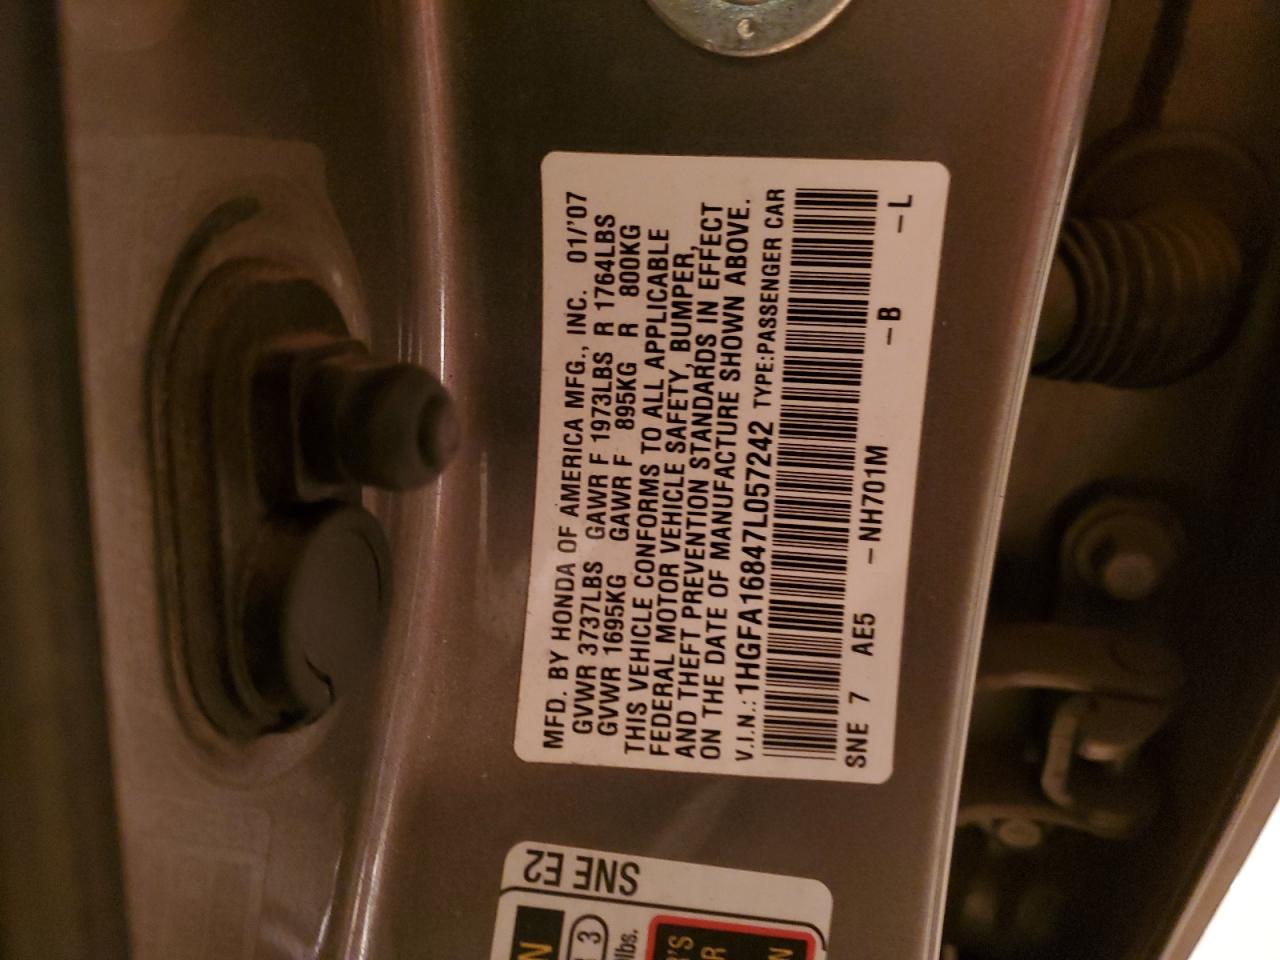 MFD. BY HONDA OF AMERICA MFG., INC. 01/'07
GVWR 3737LBS GAWR F 1973LBS R 1764LBS
GVWR 1695KG GAWR F 895KG R 800KG
THIS VEHICLE CONFORMS TO ALL APPLICABLE
FEDERAL MOTOR VEHICLE SAFETY, BUMPER,
AND THEFT PREVENTION STANDARDS IN EFFECT
ON THE DATE OF MANUFACTURE SHOWN ABOVE.
V.I.N.: 1HGFA16847L057242 TYPE:PASSENGER CAR
SNE 7 AE5 -NH701M -B -L
SNE E2
3
lbs.